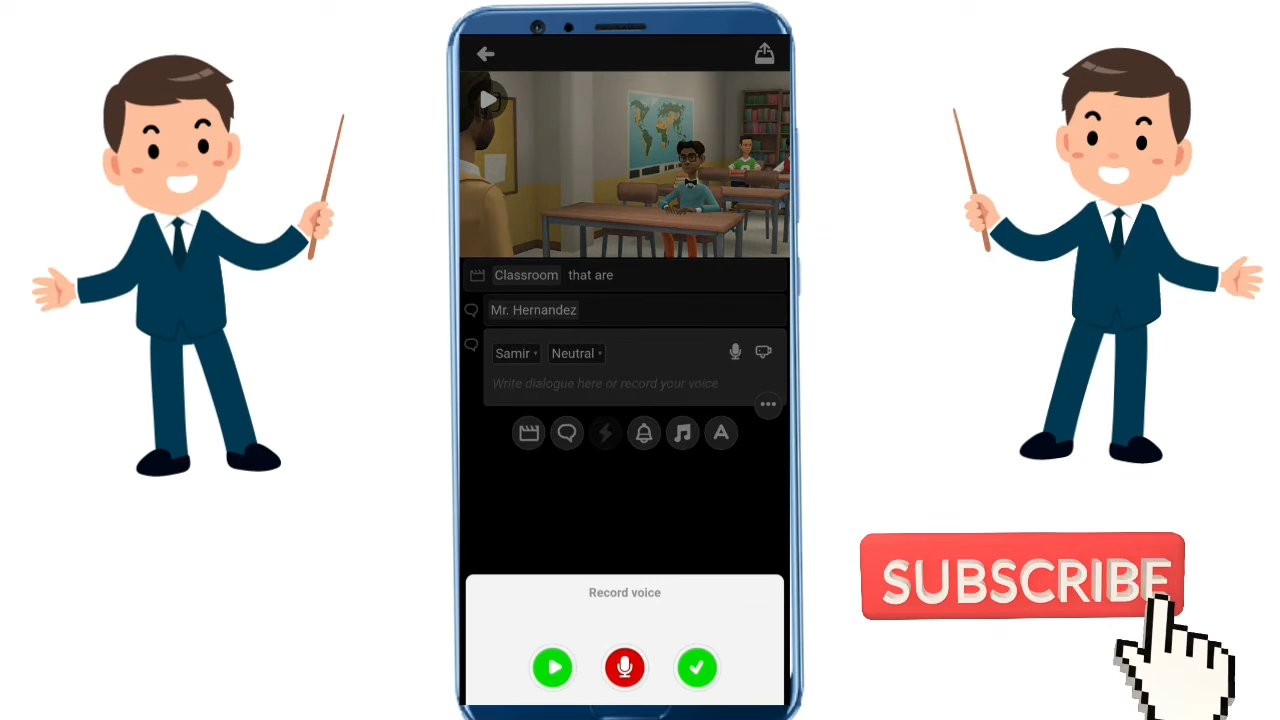 Classroom that are
Mr. Hernandez
Samir Neutral
Write dialogue here or record your voice
Record voice
SUBSCRIBE